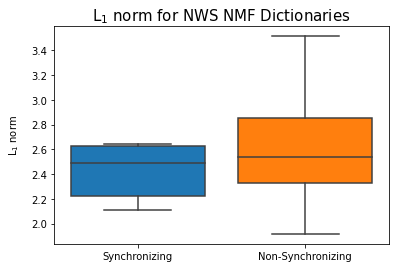 L₁ norm for NWS NMF Dictionaries
3.4
3.2
3.0
2.8
2.6
2.4
2.2
2.0
L₁ norm
Synchronizing
Non-Synchronizing